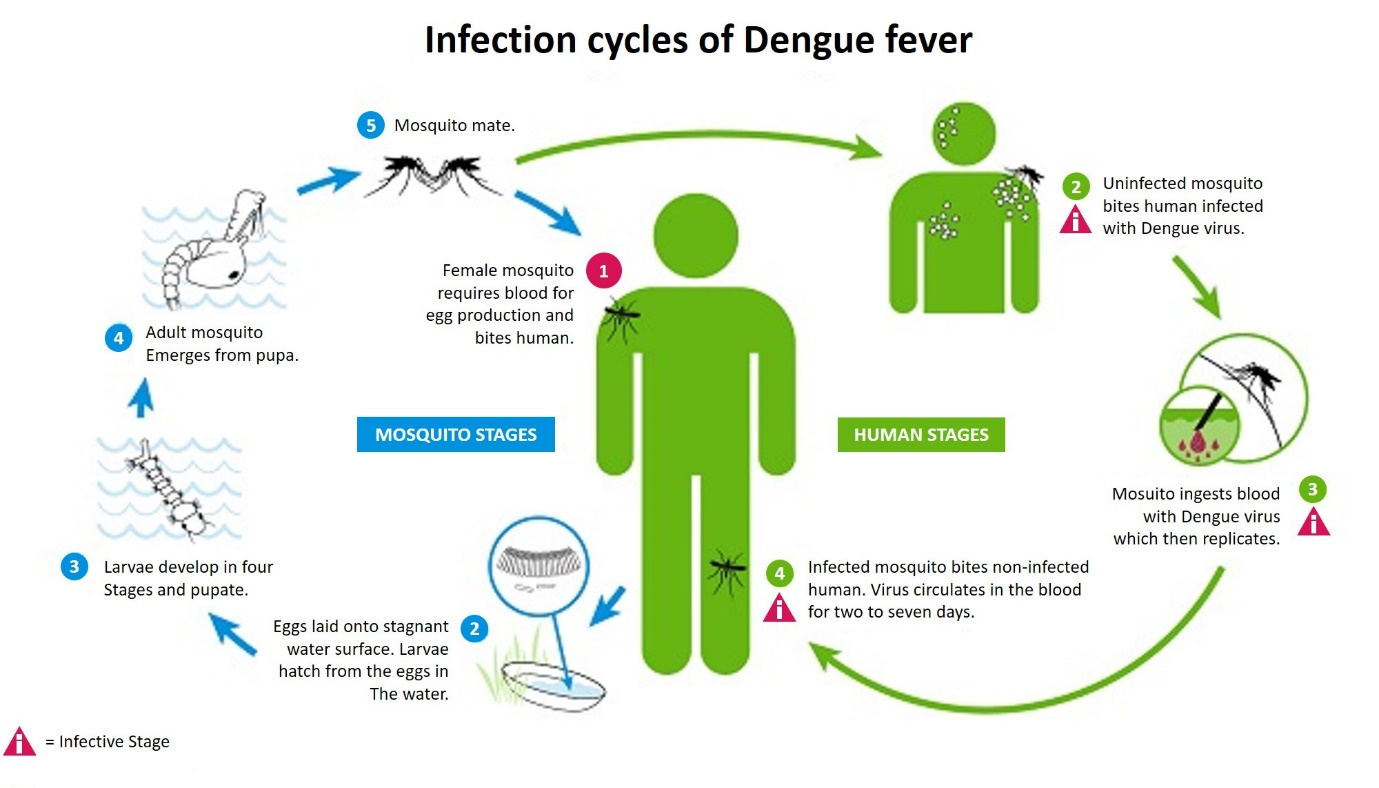 Infection cycles of Dengue fever
5
Mosquito mate.
2
Uninfected mosquito
bites human infected
with Dengue virus.
i
1
Female mosquito
requires blood for
egg production and
bites human.
4
Adult mosquito
Emerges from pupa.
MOSQUITO STAGES
HUMAN STAGES
3
Mosuito ingests blood
with Dengue virus
which then replicates.
i
3
Larvae develop in four
Stages and pupate.
4
Infected mosquito bites non-infected
human. Virus circulates in the blood
for two to seven days.
i
2
Eggs laid onto stagnant
water surface. Larvae
hatch from the eggs in
The water.
i = Infective Stage